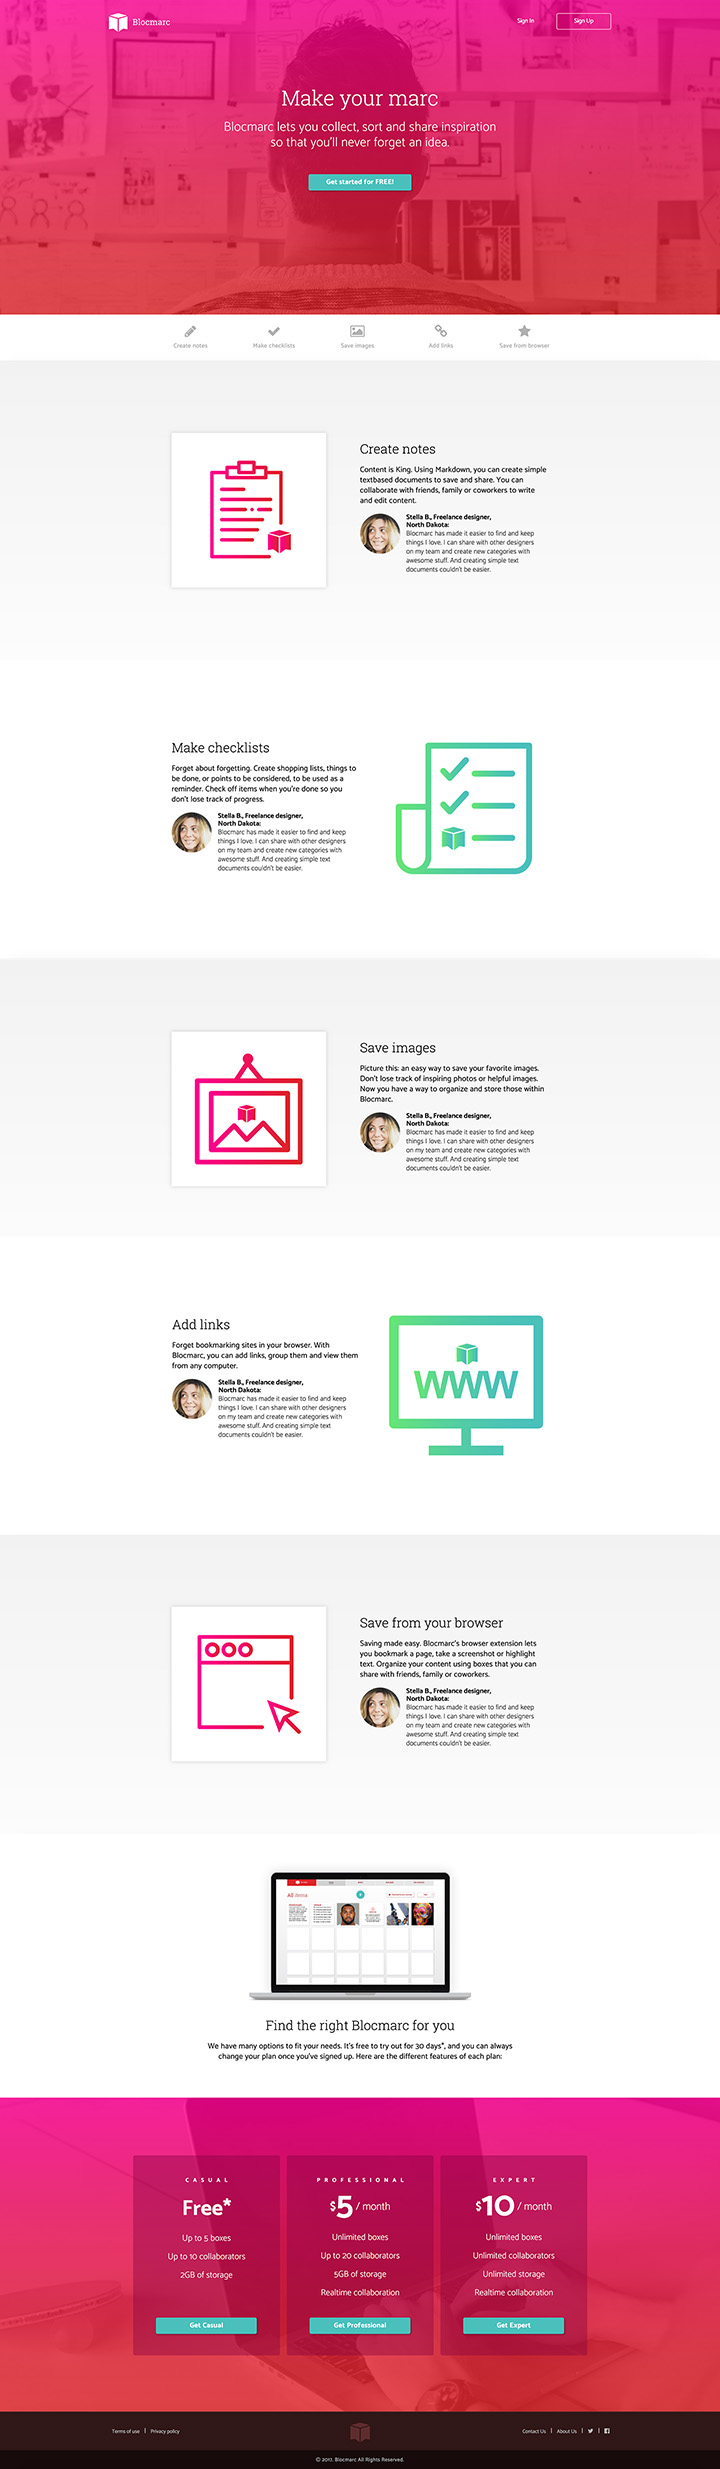 Blocmarc
Sign In
Sign Up
Make your marc
Blocmarc lets you collect, sort and share inspiration
so that you'll never forget an idea.
Get started for FREE!
Create notes
Make checklists
Save images
Add links
Save from browser
Create notes
Content is King. Using Markdown, you can create simple
textbased documents to save and share. You can
collaborate with friends, family or coworkers to write
and edit content.
Stella B., Freelance designer,
North Dakota:
Blocmarc has made it easier to find and keep
things I love. I can share with other designers
on my team and create new categories with
awesome stuff. And creating simple text
documents couldn't be easier.
Make checklists
Forget about forgetting. Create shopping lists, things to
be done, or points to be considered, to be used as a
reminder. Check off items when you're done so you
don't lose track of progress.
Stella B., Freelance designer,
North Dakota:
Blocmarc has made it easier to find and keep
things I love. I can share with other designers
on my team and create new categories with
awesome stuff. And creating simple text
documents couldn't be easier.
Save images
Picture this: an easy way to save your favorite images.
Don't lose track of inspiring photos or helpful images.
Now you have a way to organize and store those within
Blocmarc.
Stella B., Freelance designer,
North Dakota:
Blocmarc has made it easier to find and keep
things I love. I can share with other designers
on my team and create new categories with
awesome stuff. And creating simple text
documents couldn't be easier.
Add links
Forget bookmarking sites in your browser. With
Blocmarc, you can add links, group them and view them
from any computer.
Stella B., Freelance designer,
North Dakota:
Blocmarc has made it easier to find and keep
things I love. I can share with other designers
on my team and create new categories with
awesome stuff. And creating simple text
documents couldn't be easier.
WWW
Save from your browser
Saving made easy. Blocmarc's browser extension lets
you bookmark a page, take a screenshot or highlight
text. Organize your content using boxes that you can
share with friends, family or coworkers.
Stella B., Freelance designer,
North Dakota:
Blocmarc has made it easier to find and keep
things I love. I can share with other designers
on my team and create new categories with
awesome stuff. And creating simple text
documents couldn't be easier.
All items
Find the right Blocmarc for you
We have many options to fit your needs. It's free to try out for 30 days*, and you can always
change your plan once you've signed up. Here are the different features of each plan:
CASUAL
Free*
Up to 5 boxes
Up to 10 collaborators
2GB of storage
Get Casual
PROFESSIONAL
$5 / month
Unlimited boxes
Up to 20 collaborators
5GB of storage
Realtime collaboration
Get Professional
EXPERT
$10 / month
Unlimited boxes
Unlimited collaborators
Unlimited storage
Realtime collaboration
Get Expert
Terms of use | Privacy policy
Contact Us | About Us | |
© 2017. Blocmarc All Rights Reserved.